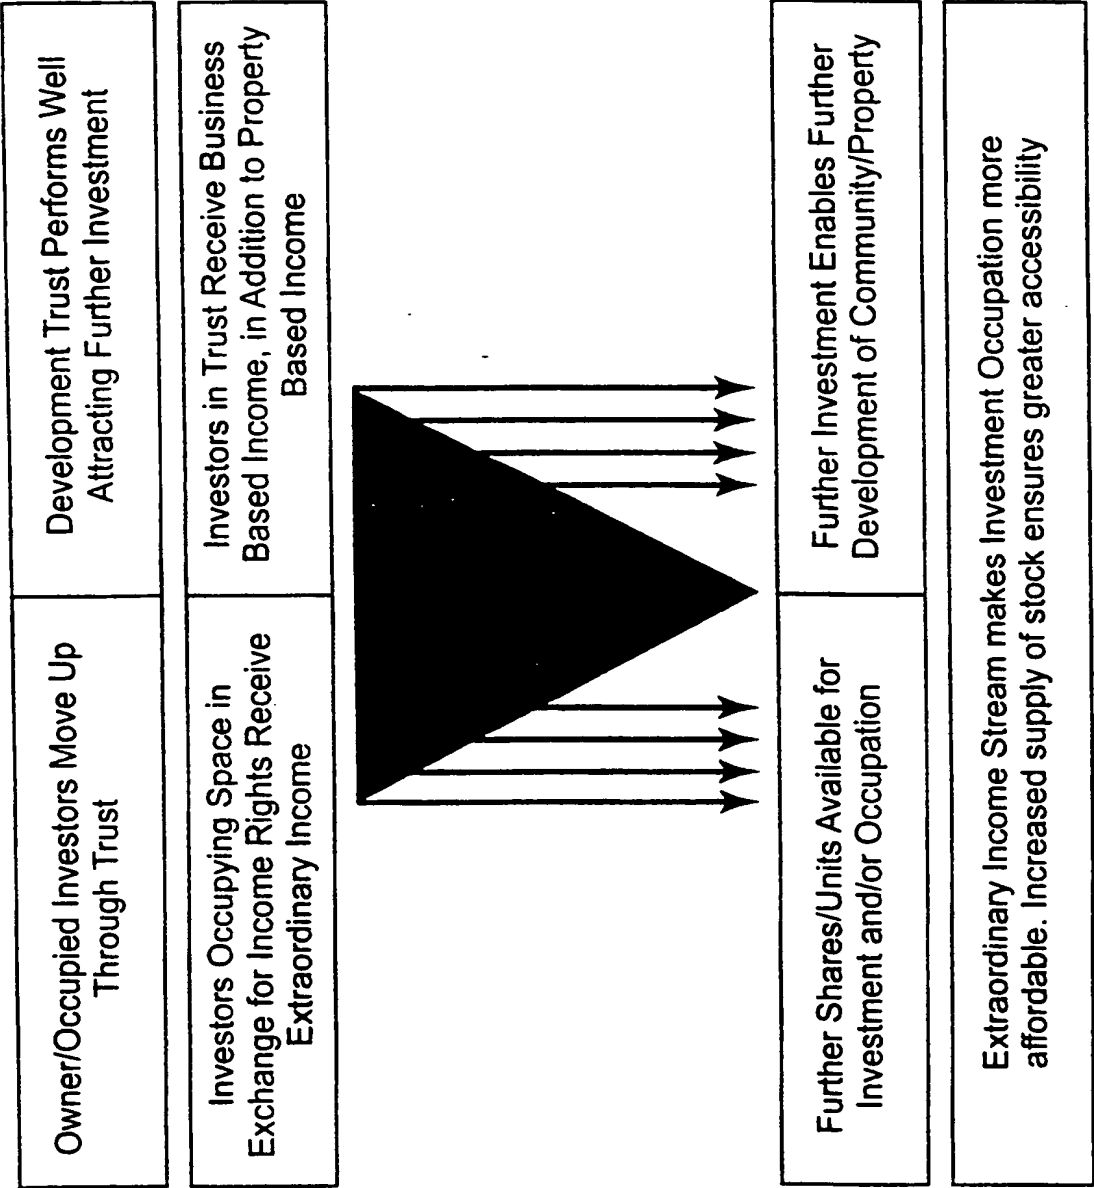 Owner/Occupied Investors Move Up
Through Trust
Development Trust Performs Well
Attracting Further Investment
Investors Occupying Space in
Exchange for Income Rights Receive
Extraordinary Income
Investors in Trust Receive Business
Based Income, in Addition to Property
Based Income
Further Shares/Units Available for
Investment and/or Occupation
Further Investment Enables Further
Development of Community/Property
Extraordinary Income Stream makes Investment Occupation more
affordable. Increased supply of stock ensures greater accessibility